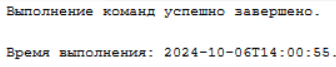 Выполнение команд успешно завершено.
Время выполнения: 2024-10-06T14:00:55.